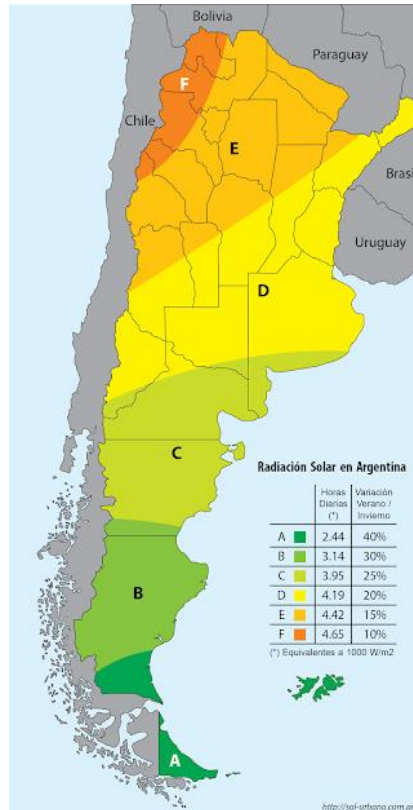 Bolivia
Paraguay
F
Chile
E
Brasi
Uruguay
D
C
Radiación Solar en Argentina
Horas Diarias (*)
Variación Verano / Invierno
A 2.44 40%
B 3.14 30%
C 3.95 25%
D 4.19 20%
E 4.42 15%
F 4.65 10%
(*) Equivalentes a 1000 W/m2
B
A
http://sol-urbano.com.ar